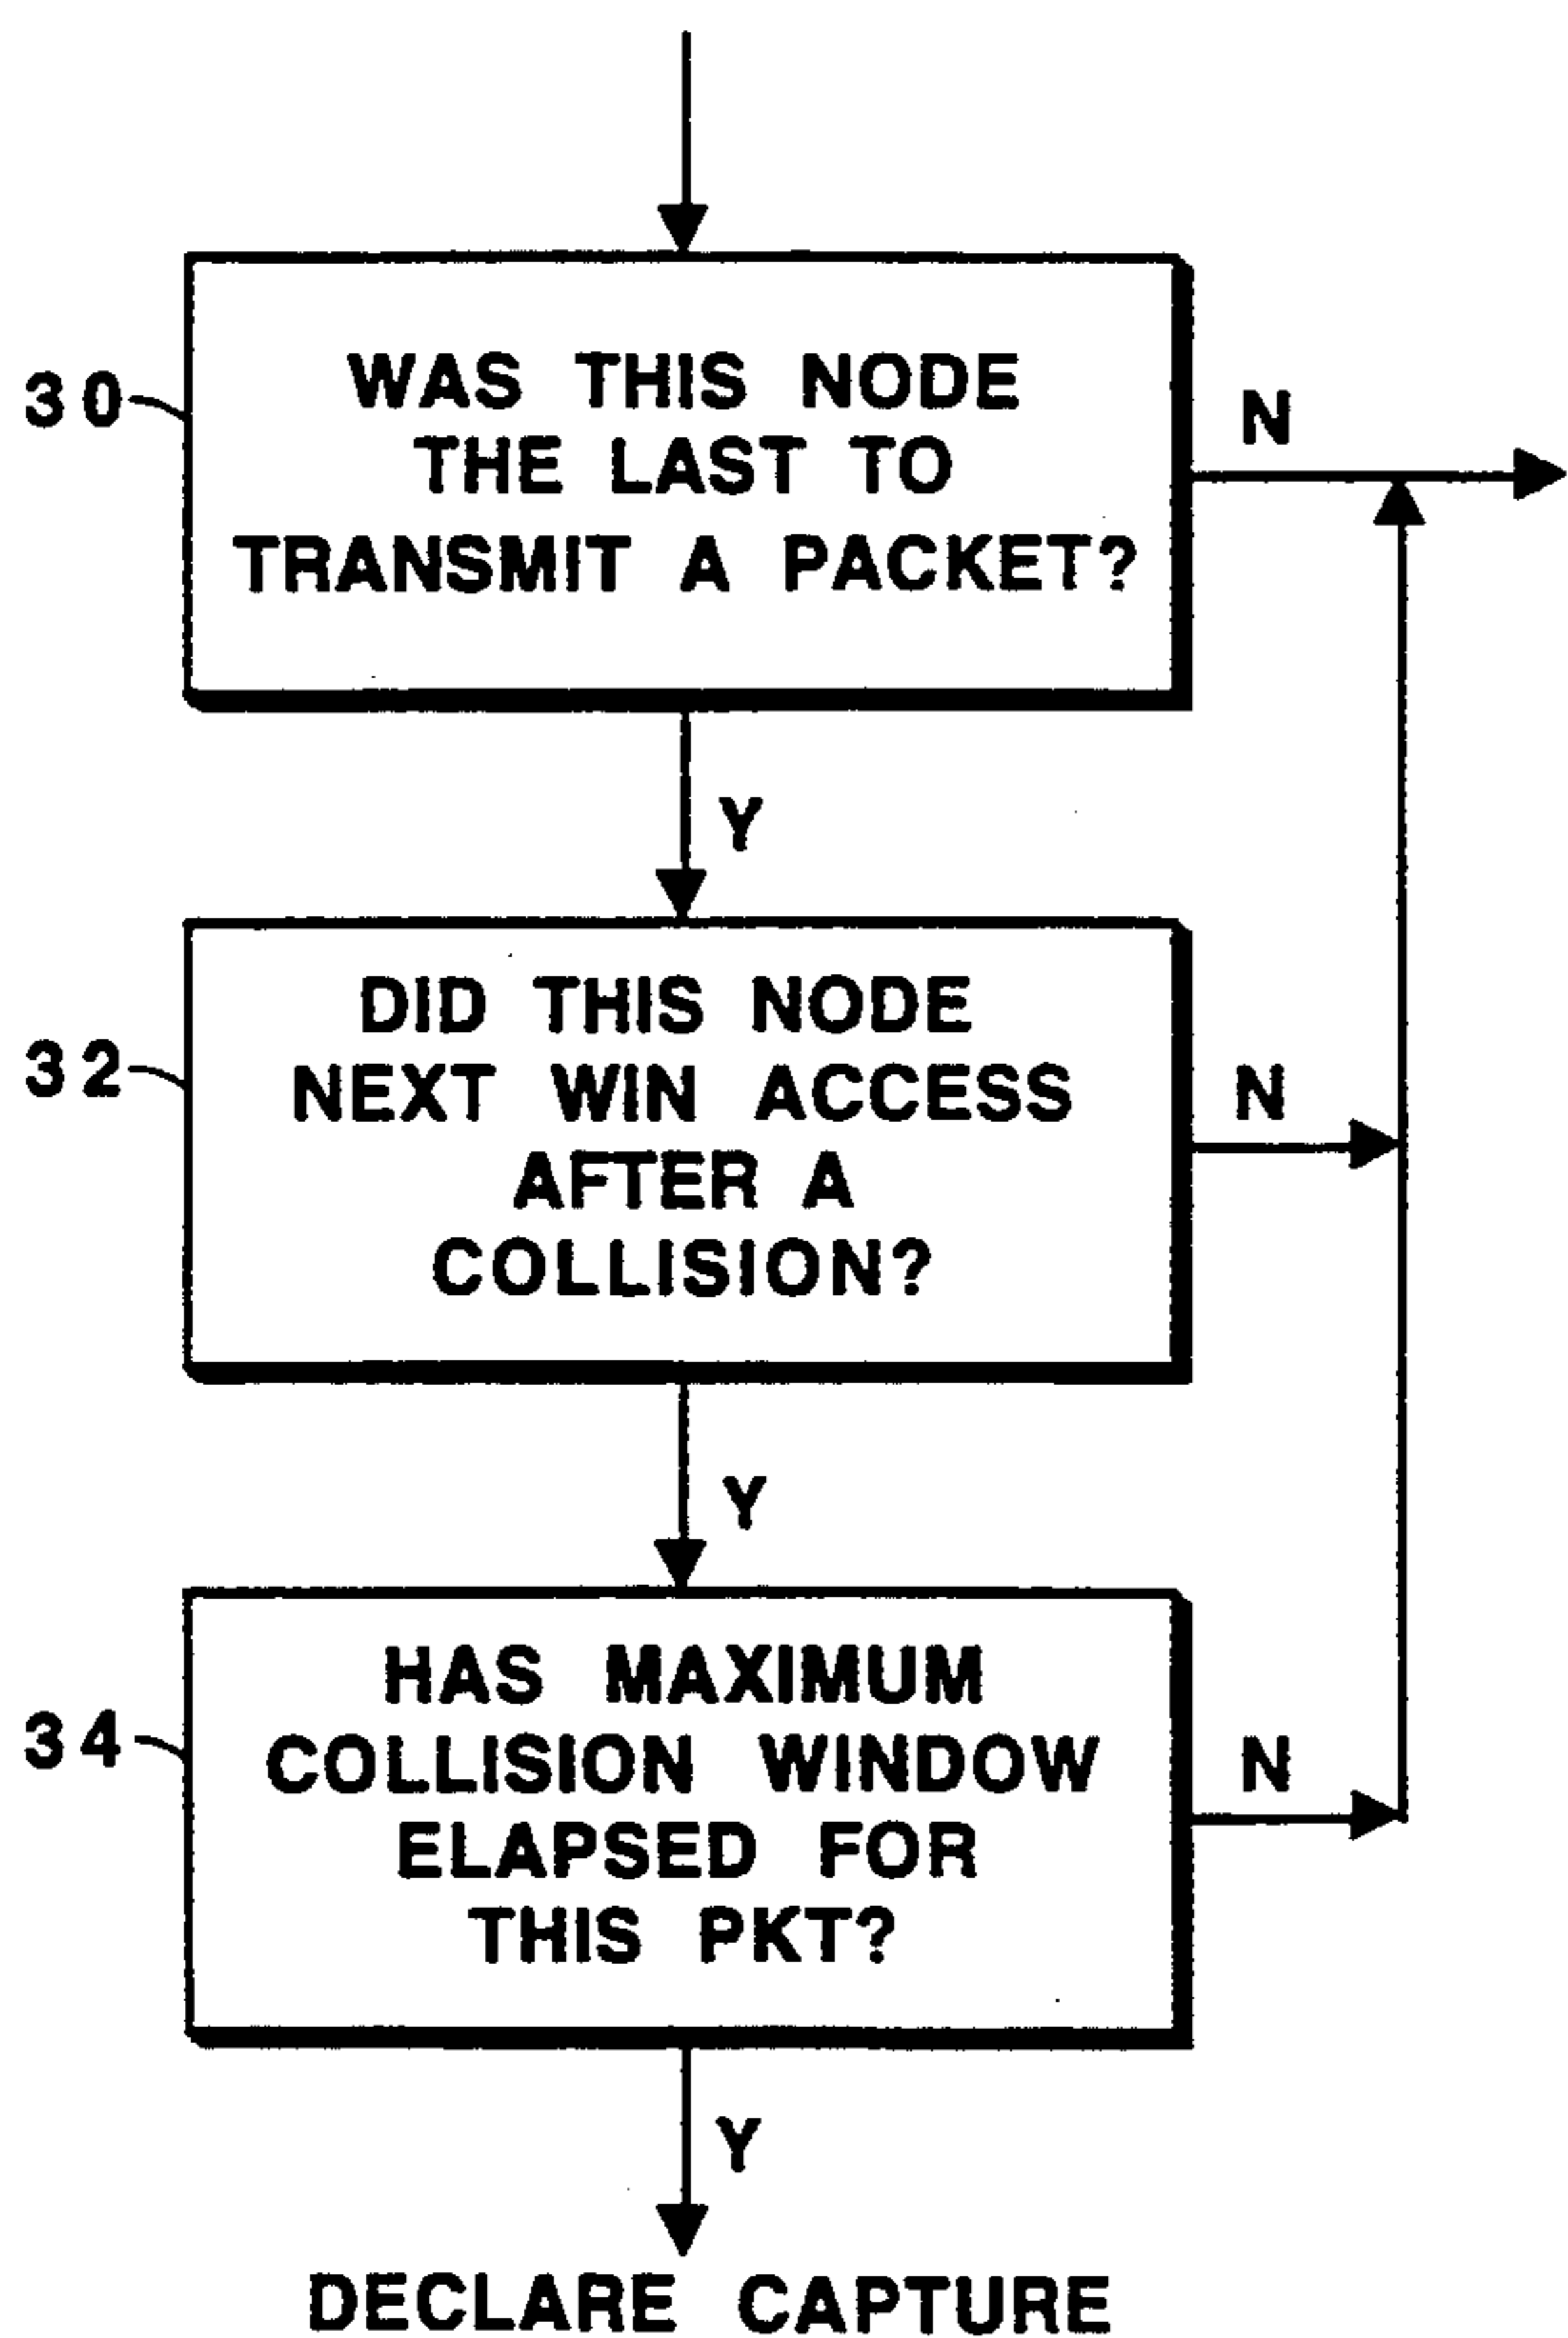 30
WAS THIS NODE
THE LAST TO
TRANSMIT A PACKET?
N
Y
32
DID THIS NODE
NEXT WIN ACCESS
AFTER A
COLLISION?
N
Y
34
HAS MAXIMUM
COLLISION WINDOW
ELAPSED FOR
THIS PKT?
N
Y
DECLARE CAPTURE